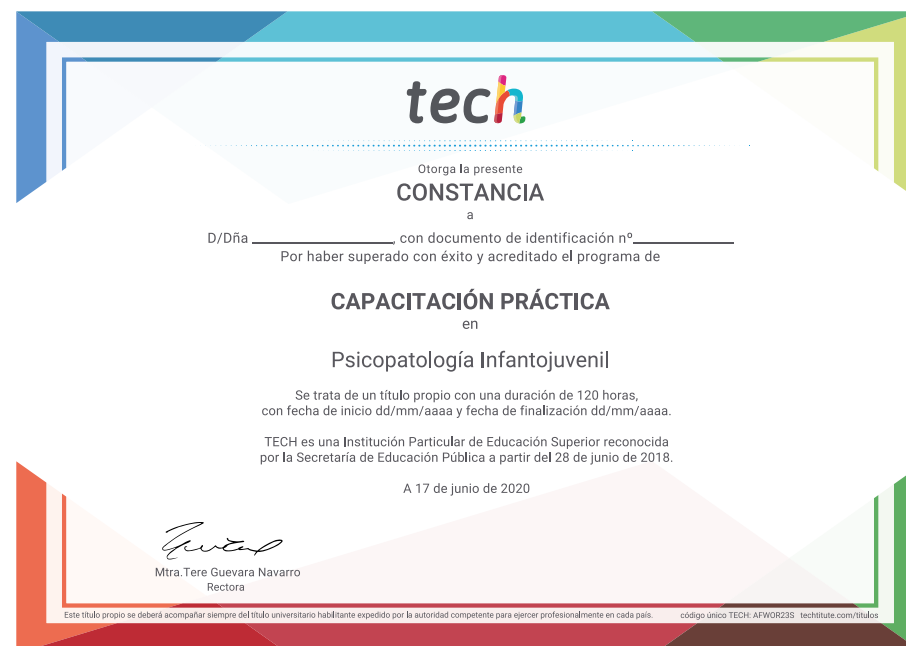 tech
Otorga la presente
CONSTANCIA
a
D/Dña ____________________, con documento de identificación nº______________
Por haber superado con éxito y acreditado el programa de
CAPACITACIÓN PRÁCTICA
en
Psicopatología Infantojuvenil
Se trata de un título propio con una duración de 120 horas,
con fecha de inicio dd/mm/aaaa y fecha de finalización dd/mm/aaaa.
TECH es una Institución Particular de Educación Superior reconocida
por la Secretaría de Educación Pública a partir del 28 de junio de 2018.
A 17 de junio de 2020
Mtra.Tere Guevara Navarro
Rectora
Este título propio se deberá acompañar siempre del título universitario habilitante expedido por la autoridad competente para ejercer profesionalmente en cada país. código único TECH: AFWOR23S techtitute.com/titulos